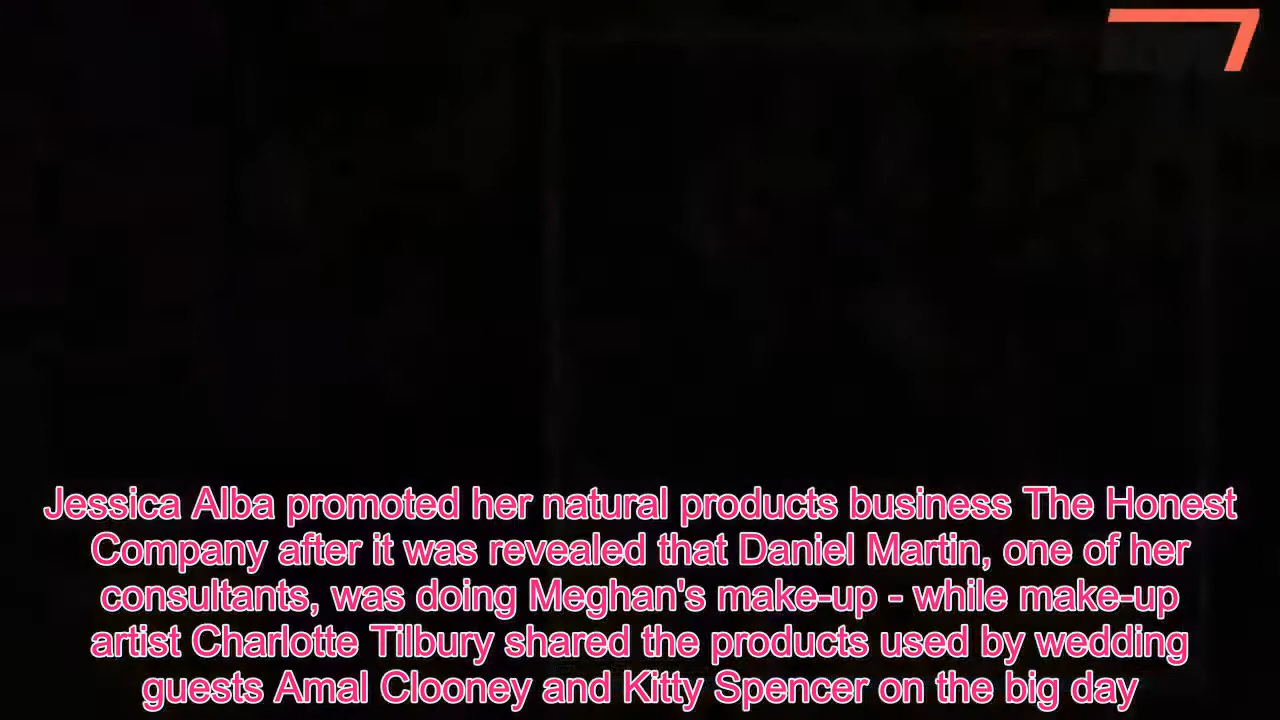 Jessica Alba promoted her natural products business The Honest
Company after it was revealed that Daniel Martin, one of her
consultants, was doing Meghan's make-up - while make-up
artist Charlotte Tilbury shared the products used by wedding
guests Amal Clooney and Kitty Spencer on the big day